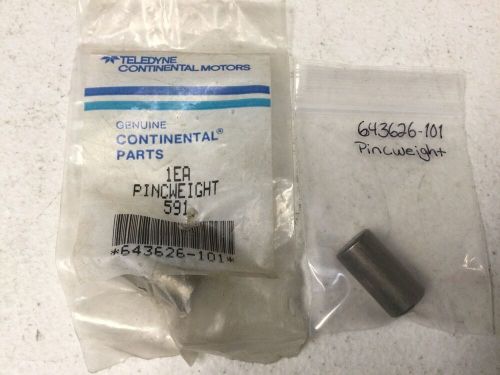 TELEDYNE
CONTINENTAL MOTORS
GENUINE
CONTINENTAL®
PARTS
1EA
PINCWEIGHT
591
*643626-101*
643626-101
Pincweight